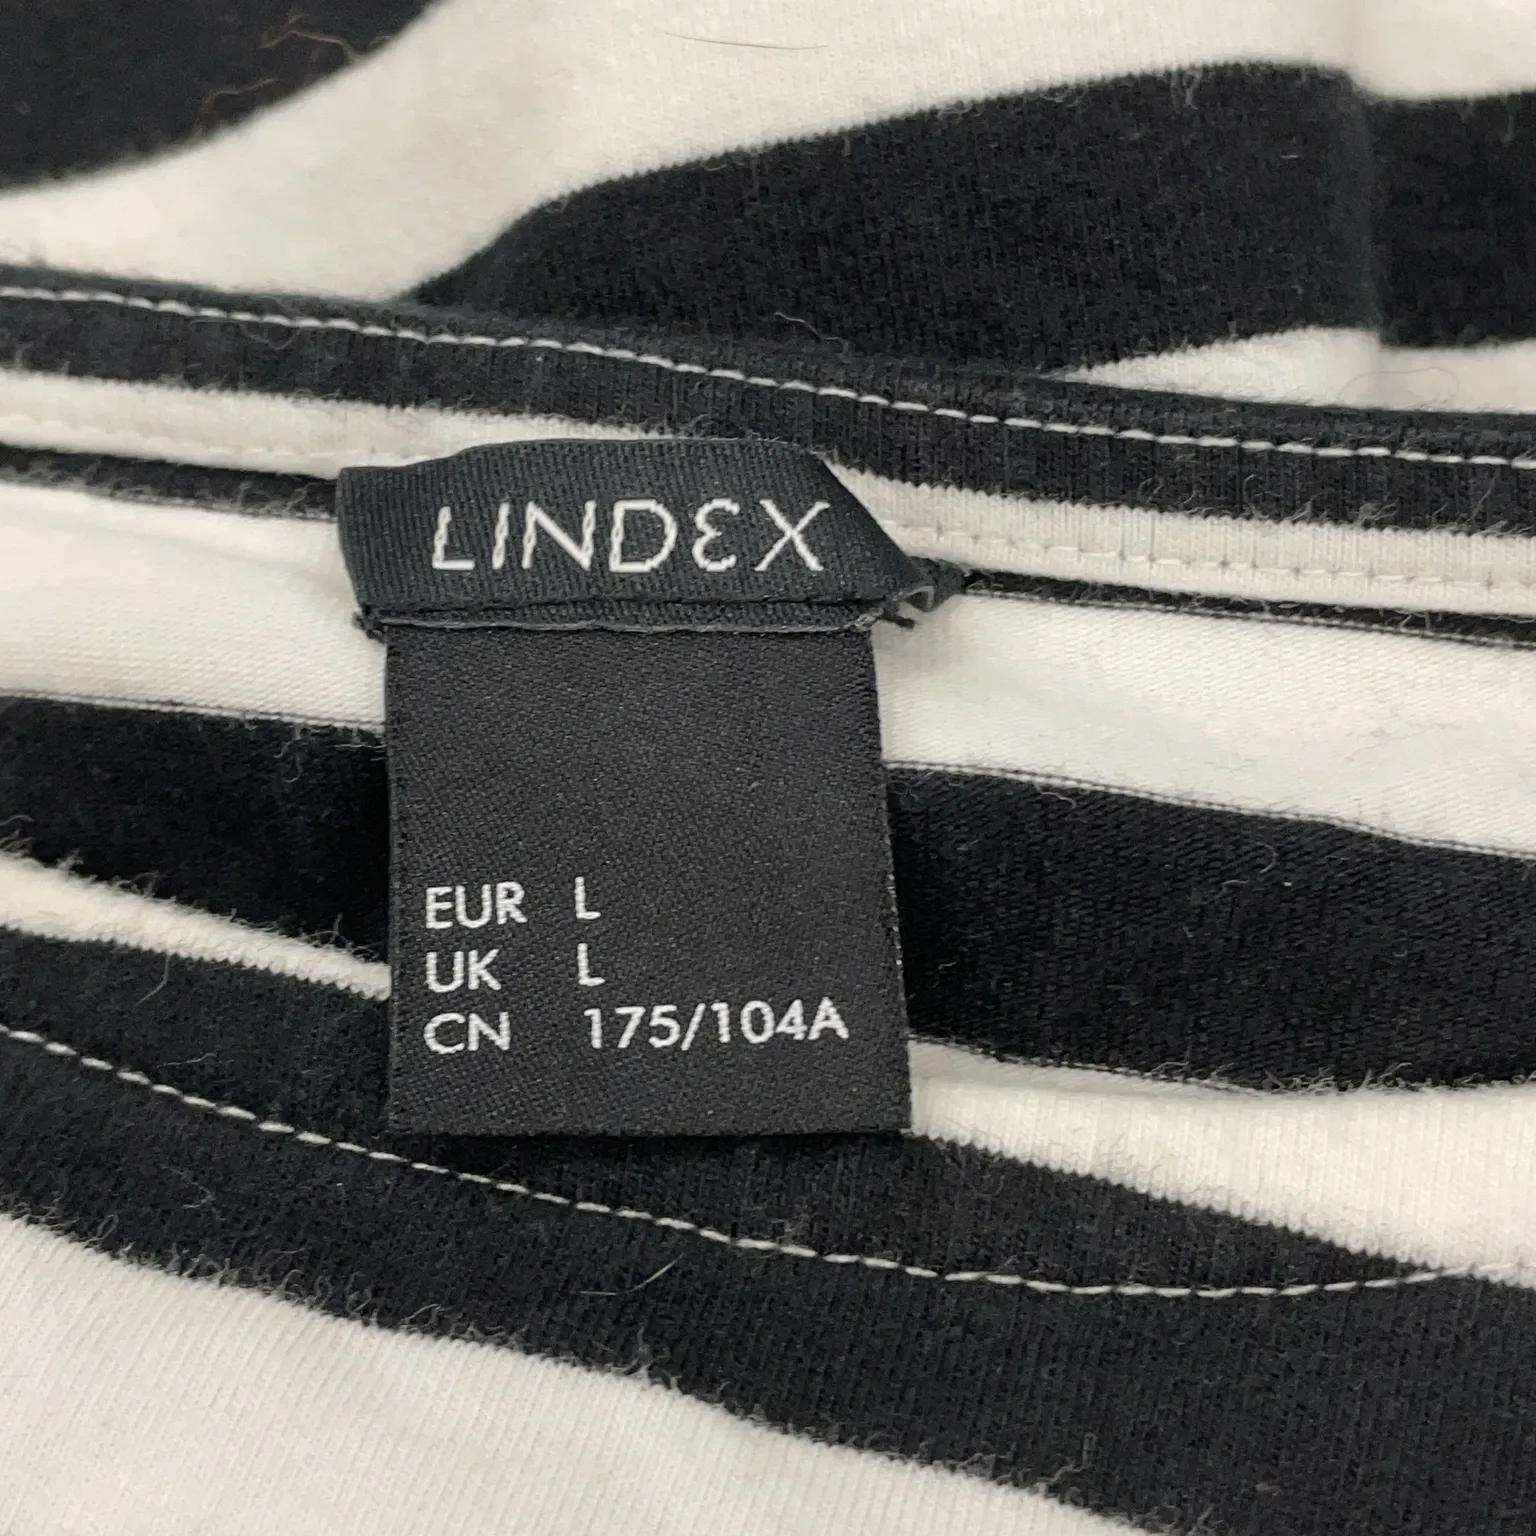 LINDEX
EUR L
UK L
CN 175/104A